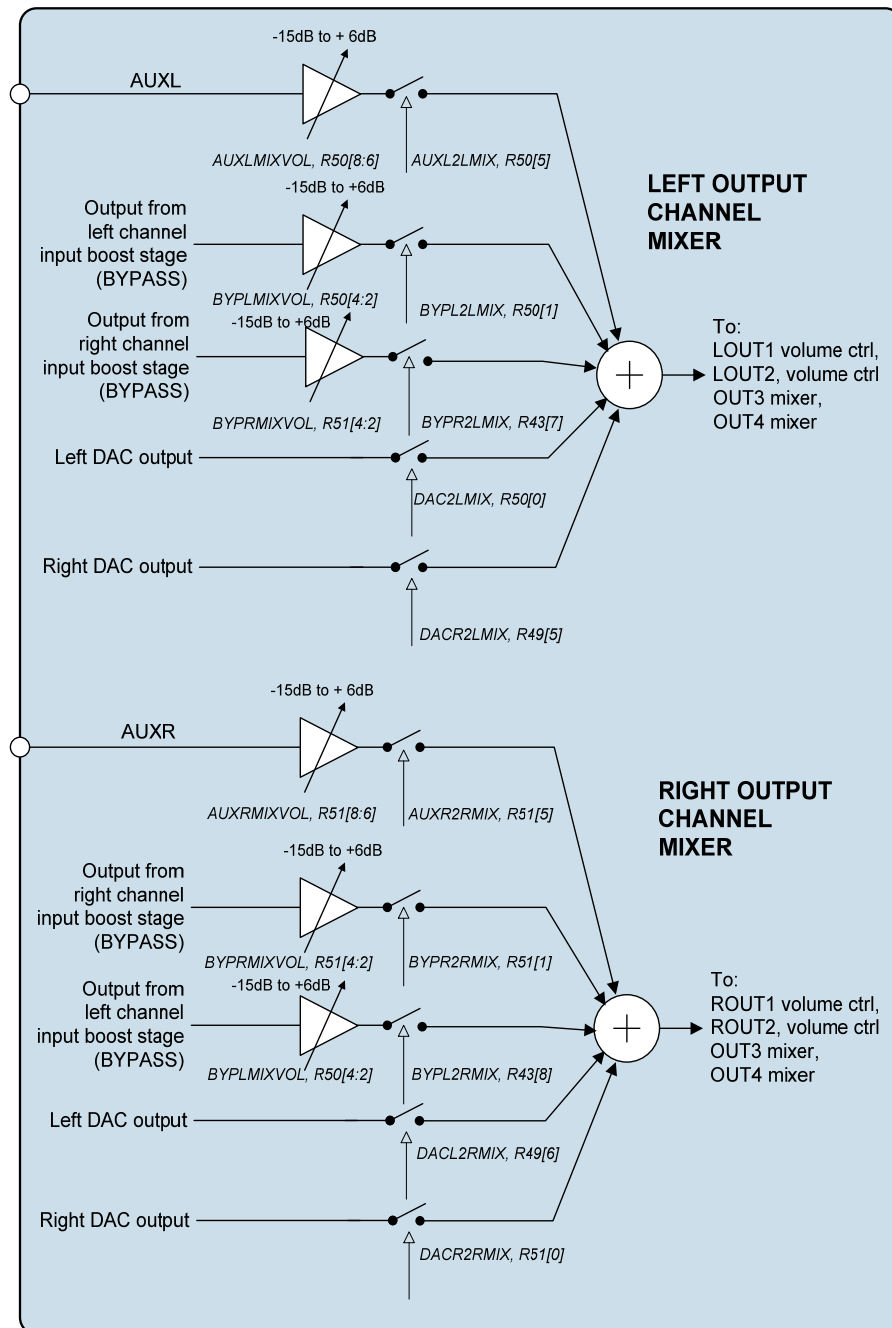 -15dB to + 6dB
AUXL
AUXLMIXVOL, R50[8:6]
AUXL2LMIX, R50[5]
LEFT OUTPUT
CHANNEL
MIXER
-15dB to +6dB
Output from
left channel
input boost stage
(BYPASS)
BYPLMIXVOL, R50[4:2]
BYPL2LMIX, R50[1]
-15dB to +6dB
Output from
right channel
input boost stage
(BYPASS)
BYPRMIXVOL, R51[4:2]
BYPR2LMIX, R43[7]
To:
LOUT1 volume ctrl,
LOUT2, volume ctrl
OUT3 mixer,
OUT4 mixer
Left DAC output
DAC2LMIX, R50[0]
Right DAC output
DACR2LMIX, R49[5]
-15dB to + 6dB
AUXR
AUXRMIXVOL, R51[8:6]
AUXR2RMIX, R51[5]
RIGHT OUTPUT
CHANNEL
MIXER
-15dB to +6dB
Output from
right channel
input boost stage
(BYPASS)
BYPRMIXVOL, R51[4:2]
BYPR2RMIX, R51[1]
-15dB to +6dB
Output from
left channel
input boost stage
(BYPASS)
BYPLMIXVOL, R50[4:2]
BYPL2RMIX, R43[8]
To:
ROUT1 volume ctrl,
ROUT2, volume ctrl
OUT3 mixer,
OUT4 mixer
Left DAC output
DACL2RMIX, R49[6]
Right DAC output
DACR2RMIX, R51[0]